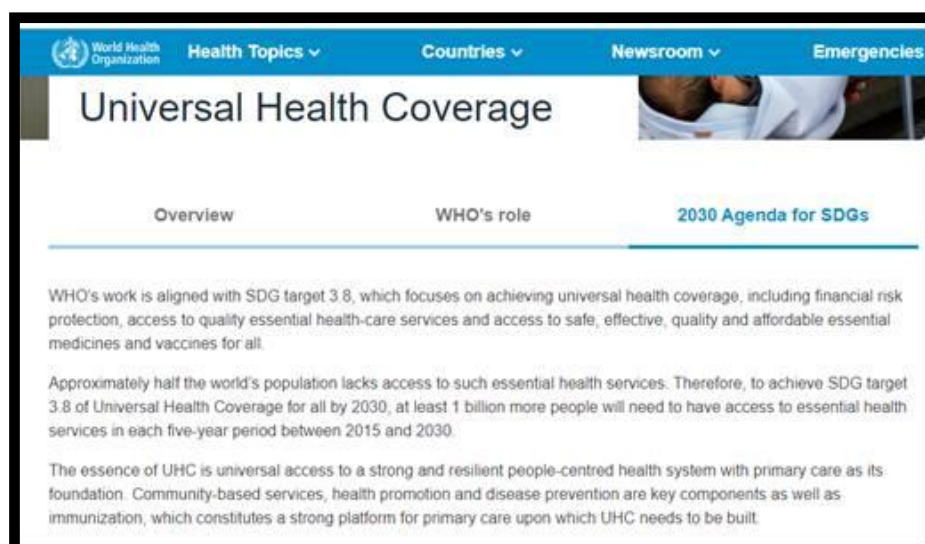 World Health Organization
Health Topics
Countries
Newsroom
Emergencies
Universal Health Coverage
Overview
WHO's role
2030 Agenda for SDGs
WHO's work is aligned with SDG target 3.8, which focuses on achieving universal health coverage, including financial risk
protection, access to quality essential health-care services and access to safe, effective, quality and affordable essential
medicines and vaccines for all.
Approximately half the world's population lacks access to such essential health services. Therefore, to achieve SDG target
3.8 of Universal Health Coverage for all by 2030, at least 1 billion more people will need to have access to essential health
services in each five-year period between 2015 and 2030.
The essence of UHC is universal access to a strong and resilient people-centred health system with primary care as its
foundation. Community-based services, health promotion and disease prevention are key components as well as
immunization, which constitutes a strong platform for primary care upon which UHC needs to be built.